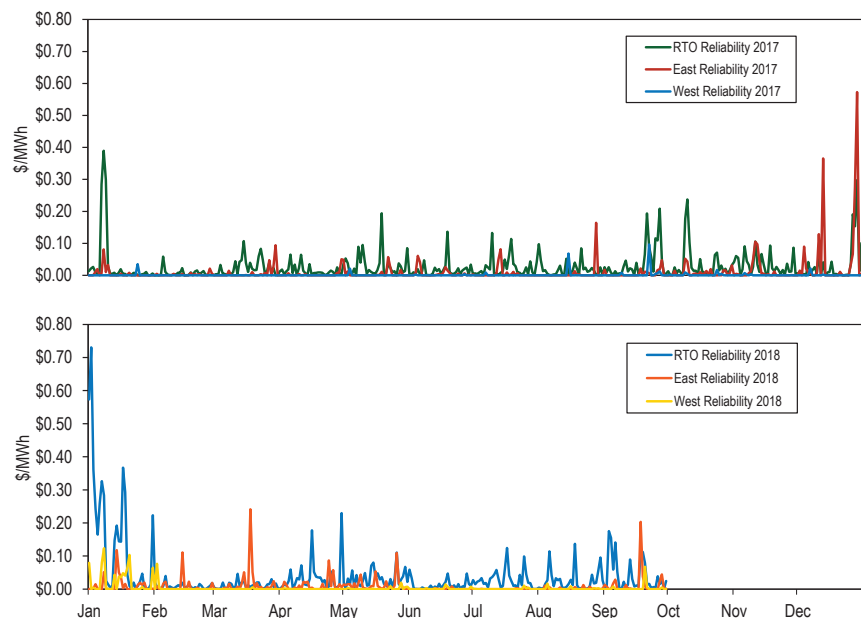 $0.80
$0.70
$0.60
$0.50
$0.40
$0.30
$0.20
$0.10
$0.00
$/MWh
RTO Reliability 2017
East Reliability 2017
West Reliability 2017
$0.80
$0.70
$0.60
$0.50
$0.40
$0.30
$0.20
$0.10
$0.00
$/MWh
RTO Reliability 2018
East Reliability 2018
West Reliability 2018
Jan Feb Mar Apr May Jun Jul Aug Sep Oct Nov Dec